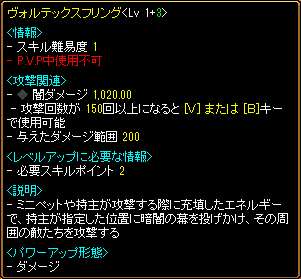 ヴォルテックスフリング<Lv 1+3>
<情報>
- スキル難易度 1
- P.V.P中使用不可
<攻撃関連>
- ◆ 闇ダメージ 1,020.00
- 攻撃回数が 150回以上になると [V] または [B]キー
で使用可能
- 与えたダメージ範囲 200
<レベルアップに必要な情報>
- 必要スキルポイント 2
<説明>
- ミニペットや持主が攻撃する際に充填したエネルギー
で、持主が指定した位置に暗闇の幕を投げかけ、その周
囲の敵たちを攻撃する
<パワーアップ形態>
- ダメージ